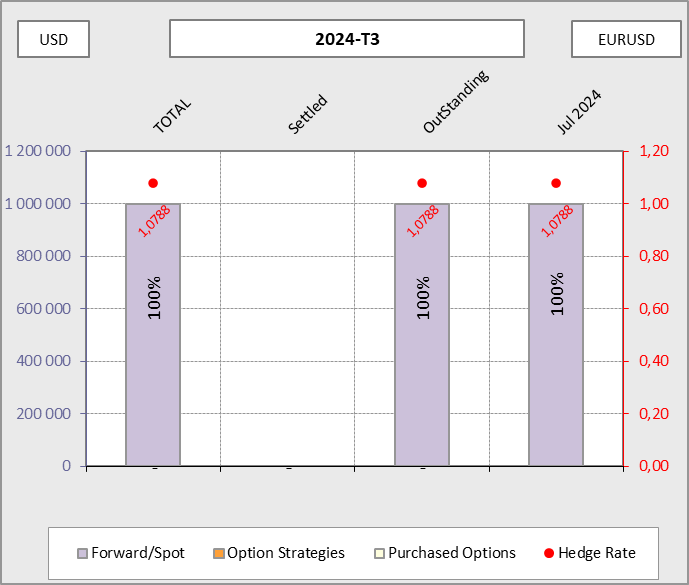 USD
2024-T3
EURUSD
TOTAL
Settled
OutStanding
Jul 2024
1 200 000
1 000 000
800 000
600 000
400 000
200 000
0
1,20
1,00
0,80
0,60
0,40
0,20
0,00
1,0788
1,0788
1,0788
100%
100%
100%
Forward/Spot
Option Strategies
Purchased Options
Hedge Rate